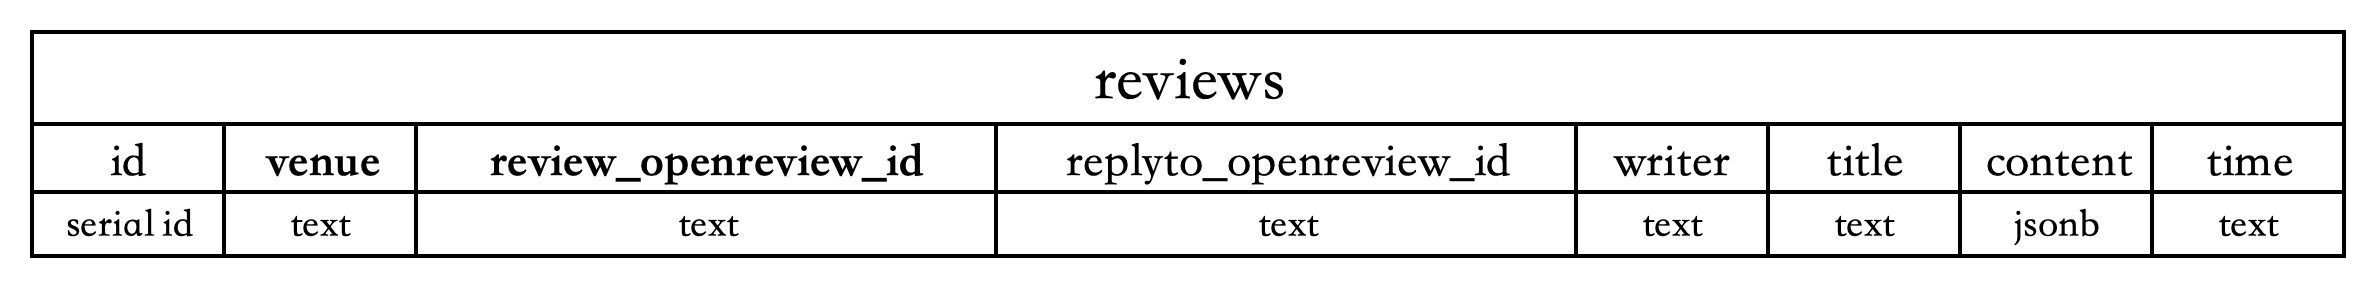 reviews
id venue review_openreview_id replyto_openreview_id writer title content time
serial id text text text text text jsonb text